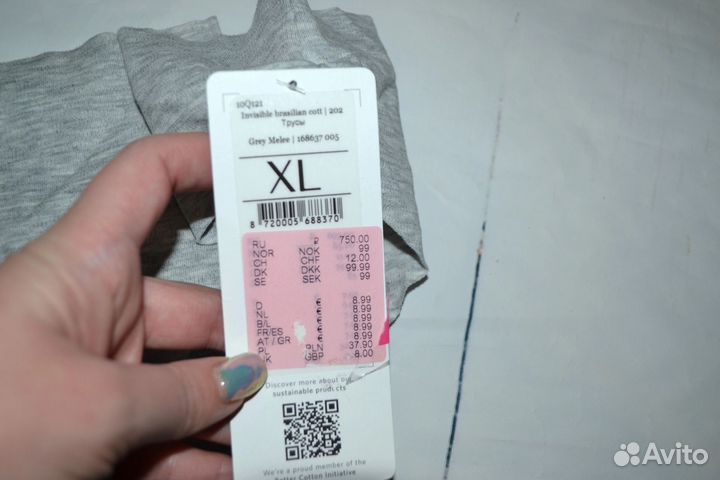 10Q121
Invisible brasilian cott | 202
Трусы
Grey Melee | 168637 005
XL
8 720005 688370
RU ₽ 750.00
NOR NOK 99
CH CHF 12.00
DK DKK 99.99
SE SEK 99
D € 8.99
NL € 8.99
B/L € 8.99
FR/ES € 8.99
AT / GR € 8.99
PL PLN 37.90
GBP 8.00
Discover more about our
sustainable products
We're a proud member of the
Better Cotton Initiative
Avito